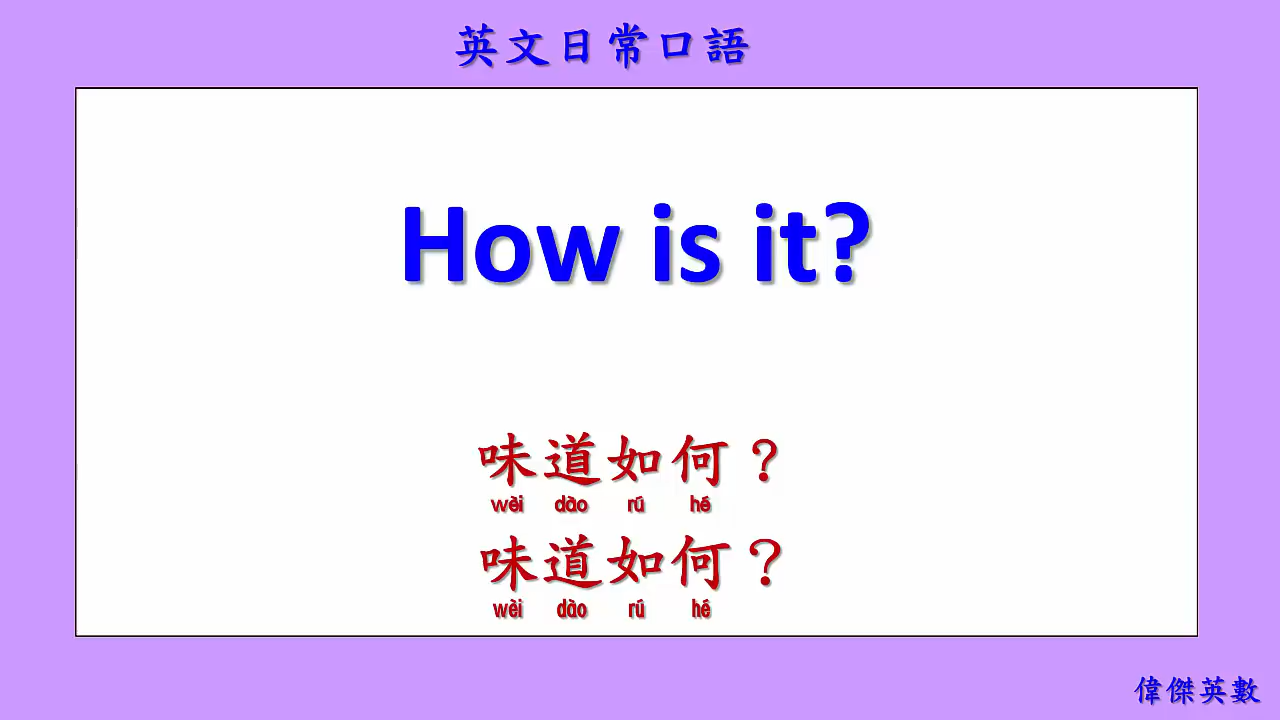 英文日常口語
How is it?
味道如何？
wèi dào rú hé
味道如何？
wèi dào rú hé
偉傑英數